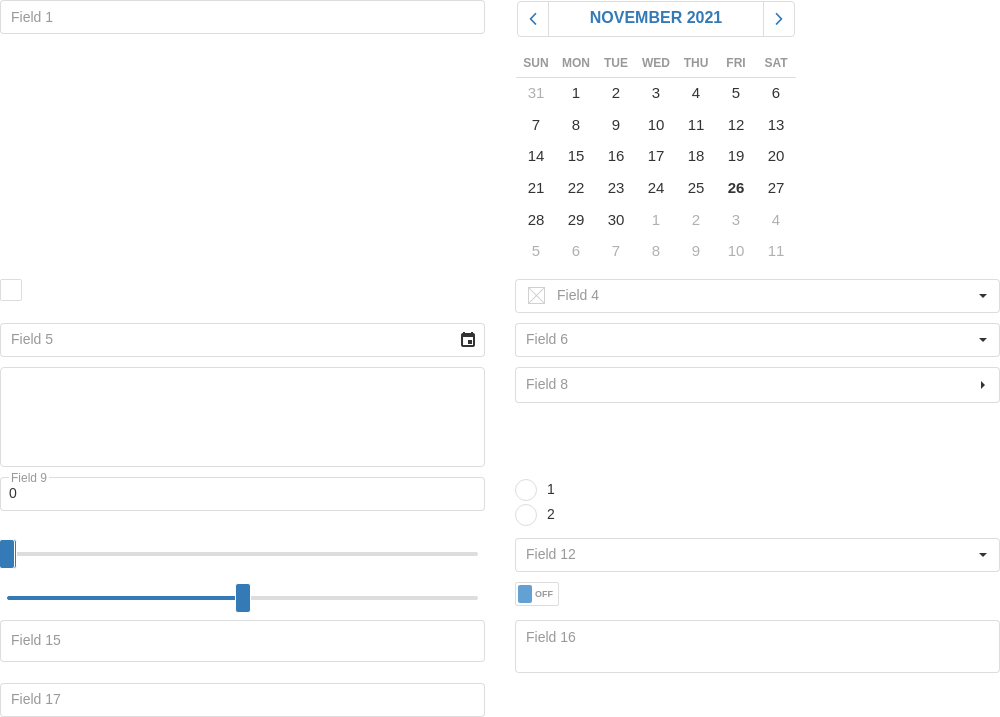 Field 1
NOVEMBER 2021
SUN MON TUE WED THU FRI SAT
31 1 2 3 4 5 6
7 8 9 10 11 12 13
14 15 16 17 18 19 20
21 22 23 24 25 26 27
28 29 30 1 2 3 4
5 6 7 8 9 10 11
Field 4
Field 5
Field 6
Field 8
Field 9
0
1
2
Field 12
OFF
Field 15
Field 16
Field 17